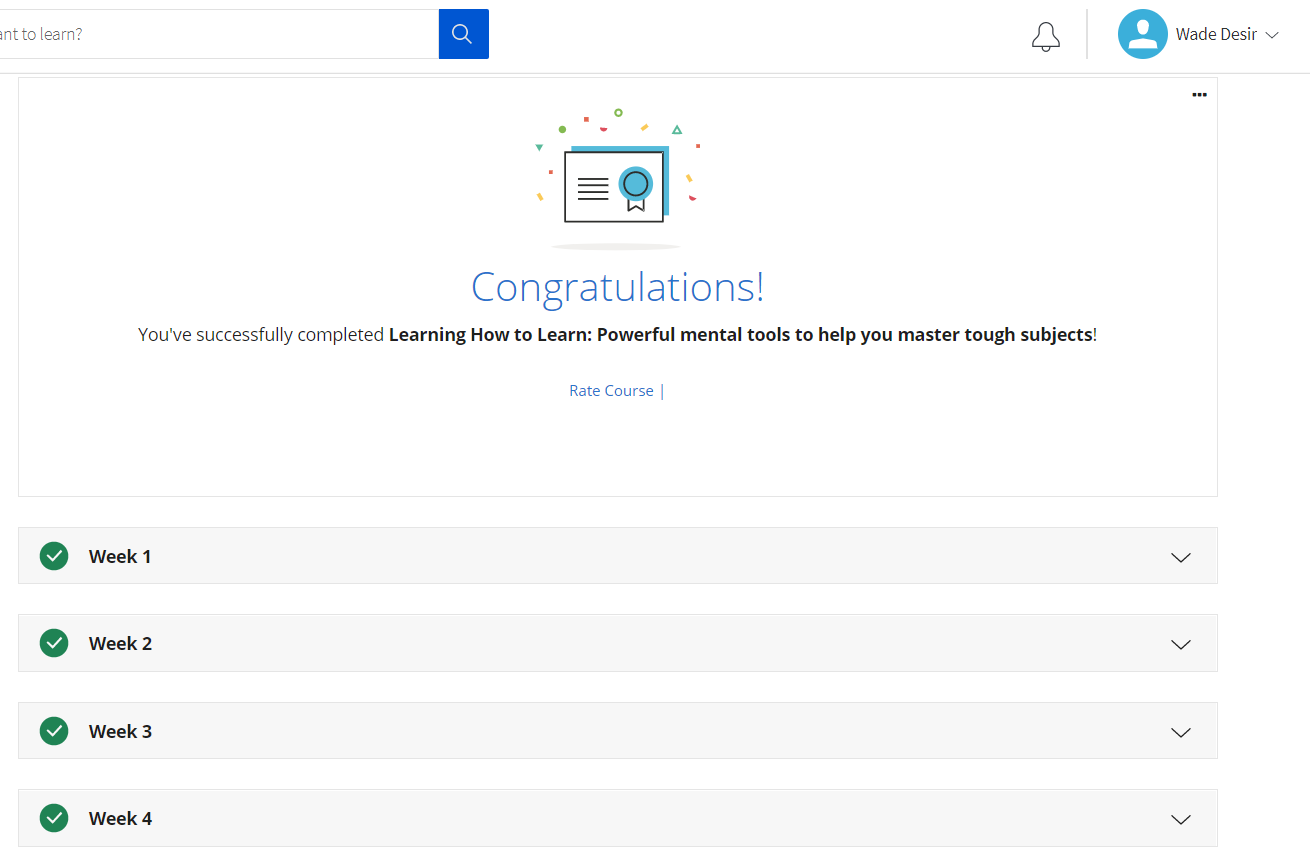 to learn?
Wade Desir
Congratulations!
You've successfully completed Learning How to Learn: Powerful mental tools to help you master tough subjects!
Rate Course |
Week 1
Week 2
Week 3
Week 4